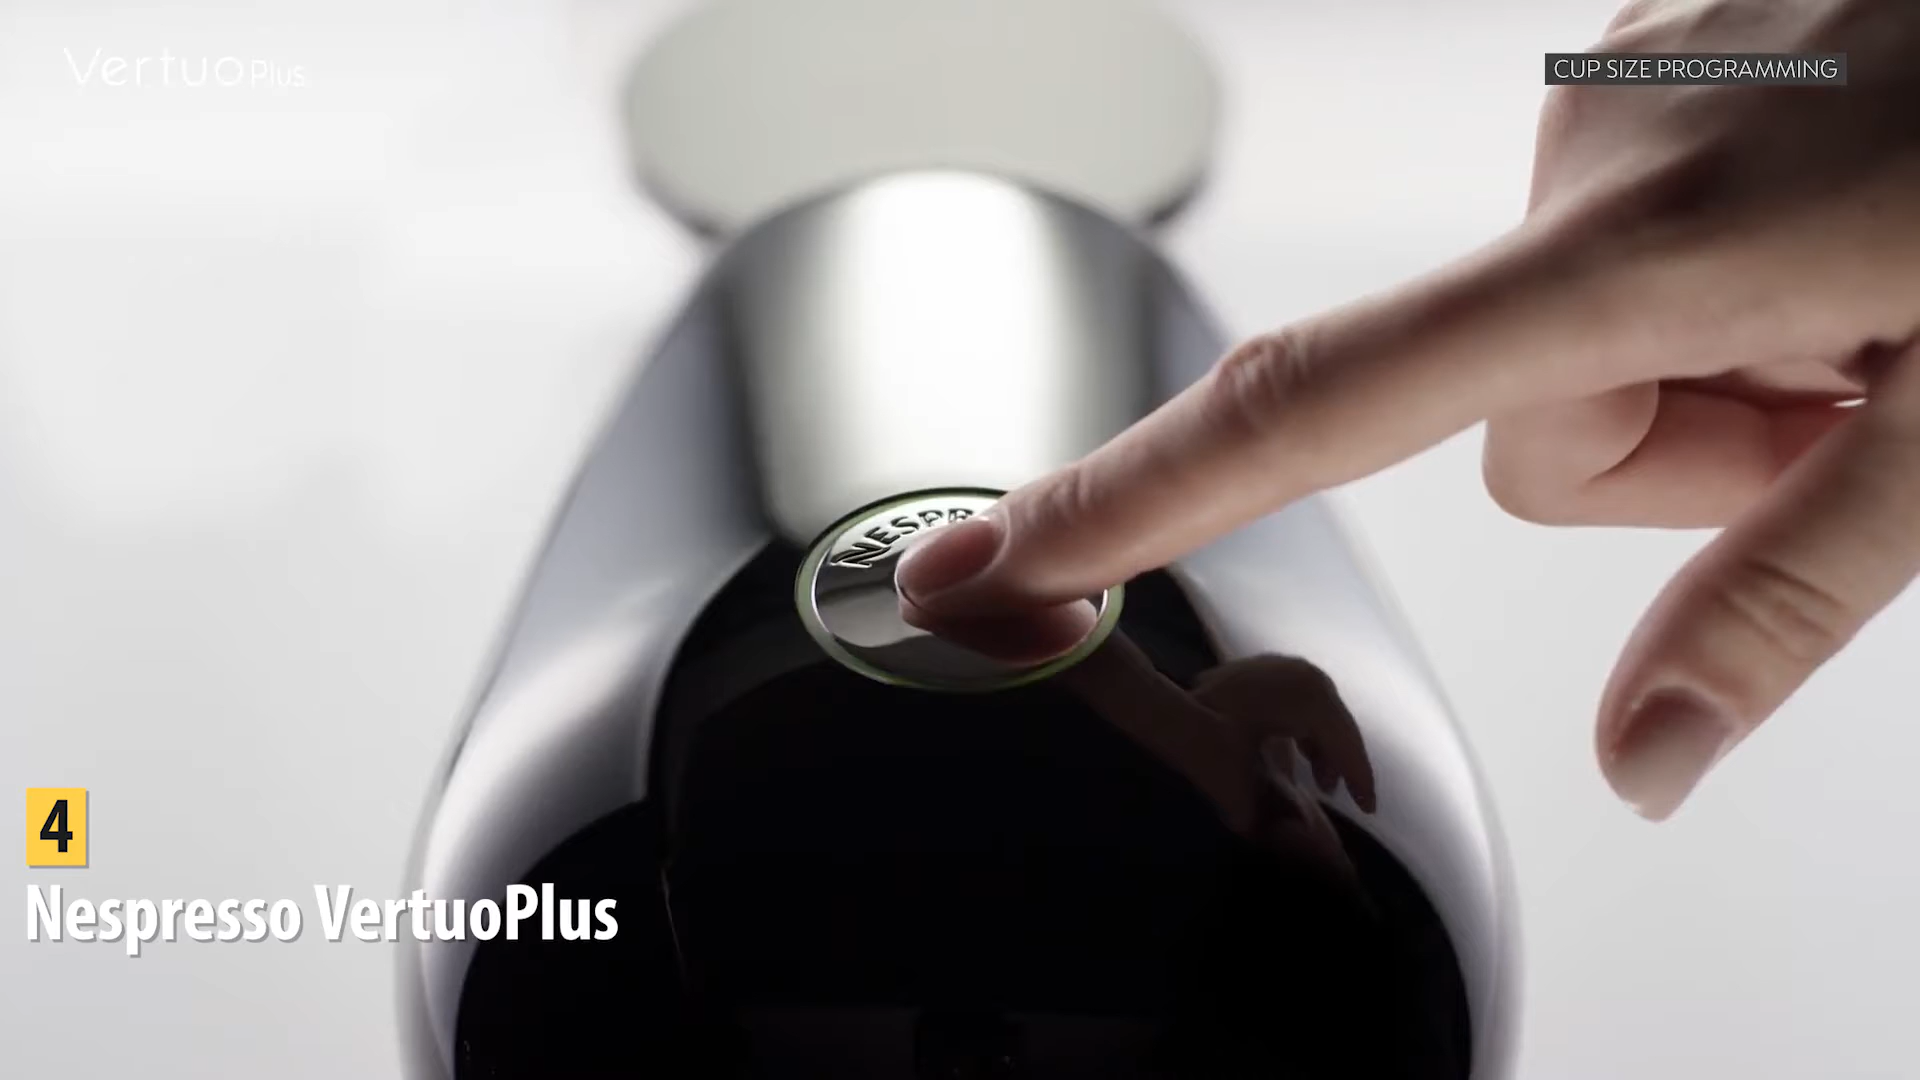 VertuoPlus
CUP SIZE PROGRAMMING
4
Nespresso VertuoPlus